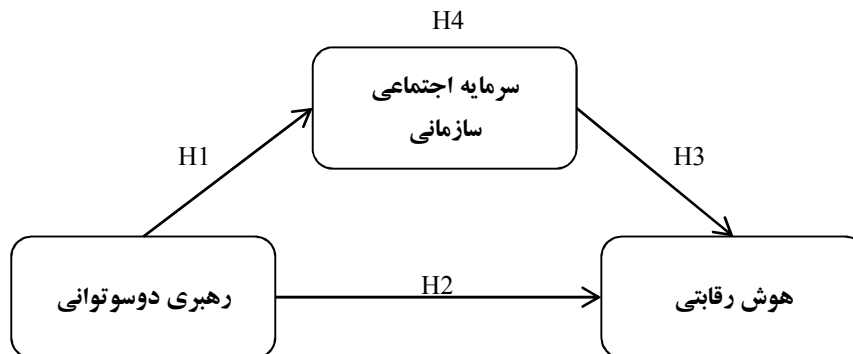 H4
سرمایه اجتماعی
سازمانی
H1
H3
رهبری دوسوتوانی
H2
هوش رقابتی